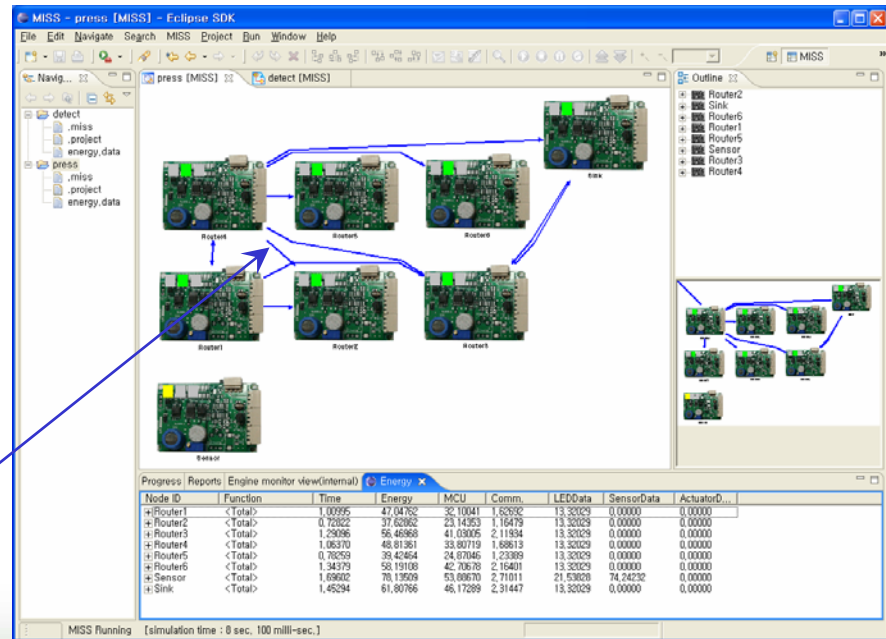 MISS - press [MISS] - Eclipse SDK
File Edit Navigate Search MISS Project Run Window Help
MISS
Navig...
press [MISS]
detect [MISS]
Outline
detect
.miss
.project
energy,data
press
.miss
.project
energy,data
Router2
Sink
Router6
Router1
Router5
Sensor
Router3
Router4
Sink
Router1
Sensor
Progress Reports Engine monitor view(internal) Energy
Node ID Function Time Energy MCU Comm, LEDData SensorData ActuatorD...
Router1 <Total> 1,00995 47,04762 32,10041 1,62692 13,32029 0,00000 0,00000
Router2 <Total> 0,72822 37,62862 23,14353 1,16479 13,32029 0,00000 0,00000
Router3 <Total> 1,29096 56,46968 41,03005 2,11934 13,32029 0,00000 0,00000
Router4 <Total> 1,06370 48,81361 33,80719 1,68613 13,32029 0,00000 0,00000
Router5 <Total> 0,78259 39,42464 24,87046 1,23389 13,32029 0,00000 0,00000
Router6 <Total> 1,34379 58,19108 42,70678 2,16401 13,32029 0,00000 0,00000
Sensor <Total> 1,69602 78,13509 53,88670 2,71011 21,53828 74,24232 0,00000
Sink <Total> 1,45294 61,80766 46,17289 2,31447 13,32029 0,00000 0,00000
MISS Running [simulation time : 8 sec, 100 milli-sec,]